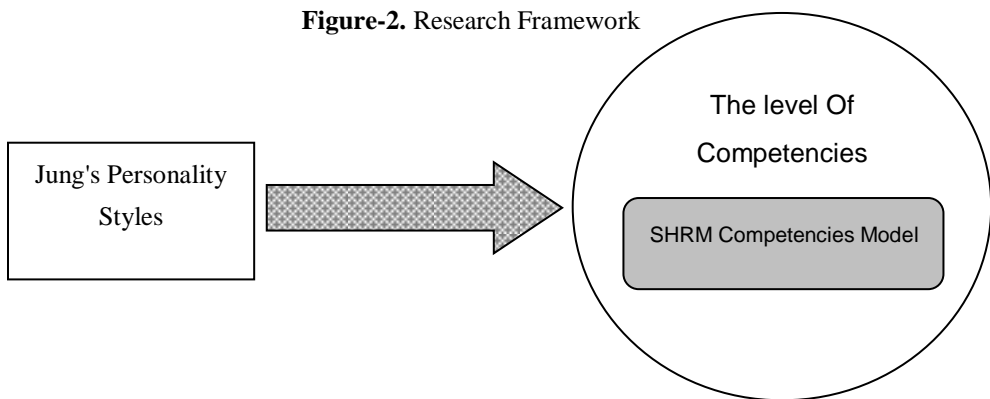 Figure-2. Research Framework
Jung's Personality
Styles
The level Of
Competencies
SHRM Competencies Model